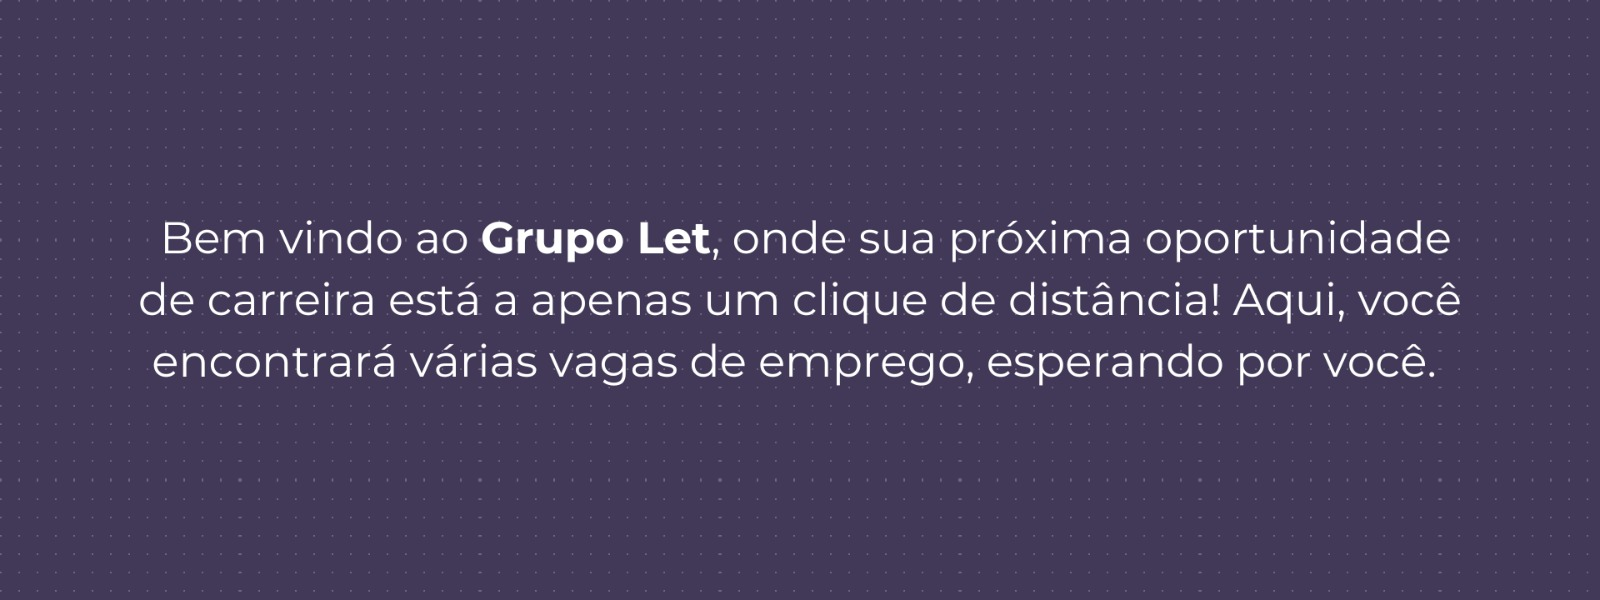 Bem vindo ao Grupo Let, onde sua próxima oportunidade
de carreira está a apenas um clique de distância! Aqui, você
encontrará várias vagas de emprego, esperando por você.